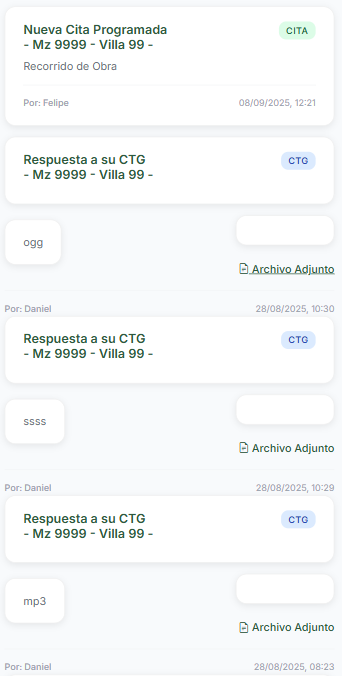 Nueva Cita Programada
- Mz 9999 - Villa 99 -
CITA
Recorrido de Obra
Por: Felipe
08/09/2025, 12:21
Respuesta a su CTG
- Mz 9999 - Villa 99 -
CTG
ogg
Archivo Adjunto
Por: Daniel
28/08/2025, 10:30
Respuesta a su CTG
- Mz 9999 - Villa 99 -
CTG
ssss
Archivo Adjunto
Por: Daniel
28/08/2025, 10:29
Respuesta a su CTG
- Mz 9999 - Villa 99 -
CTG
mp3
Archivo Adjunto
Por: Daniel
28/08/2025, 08:23